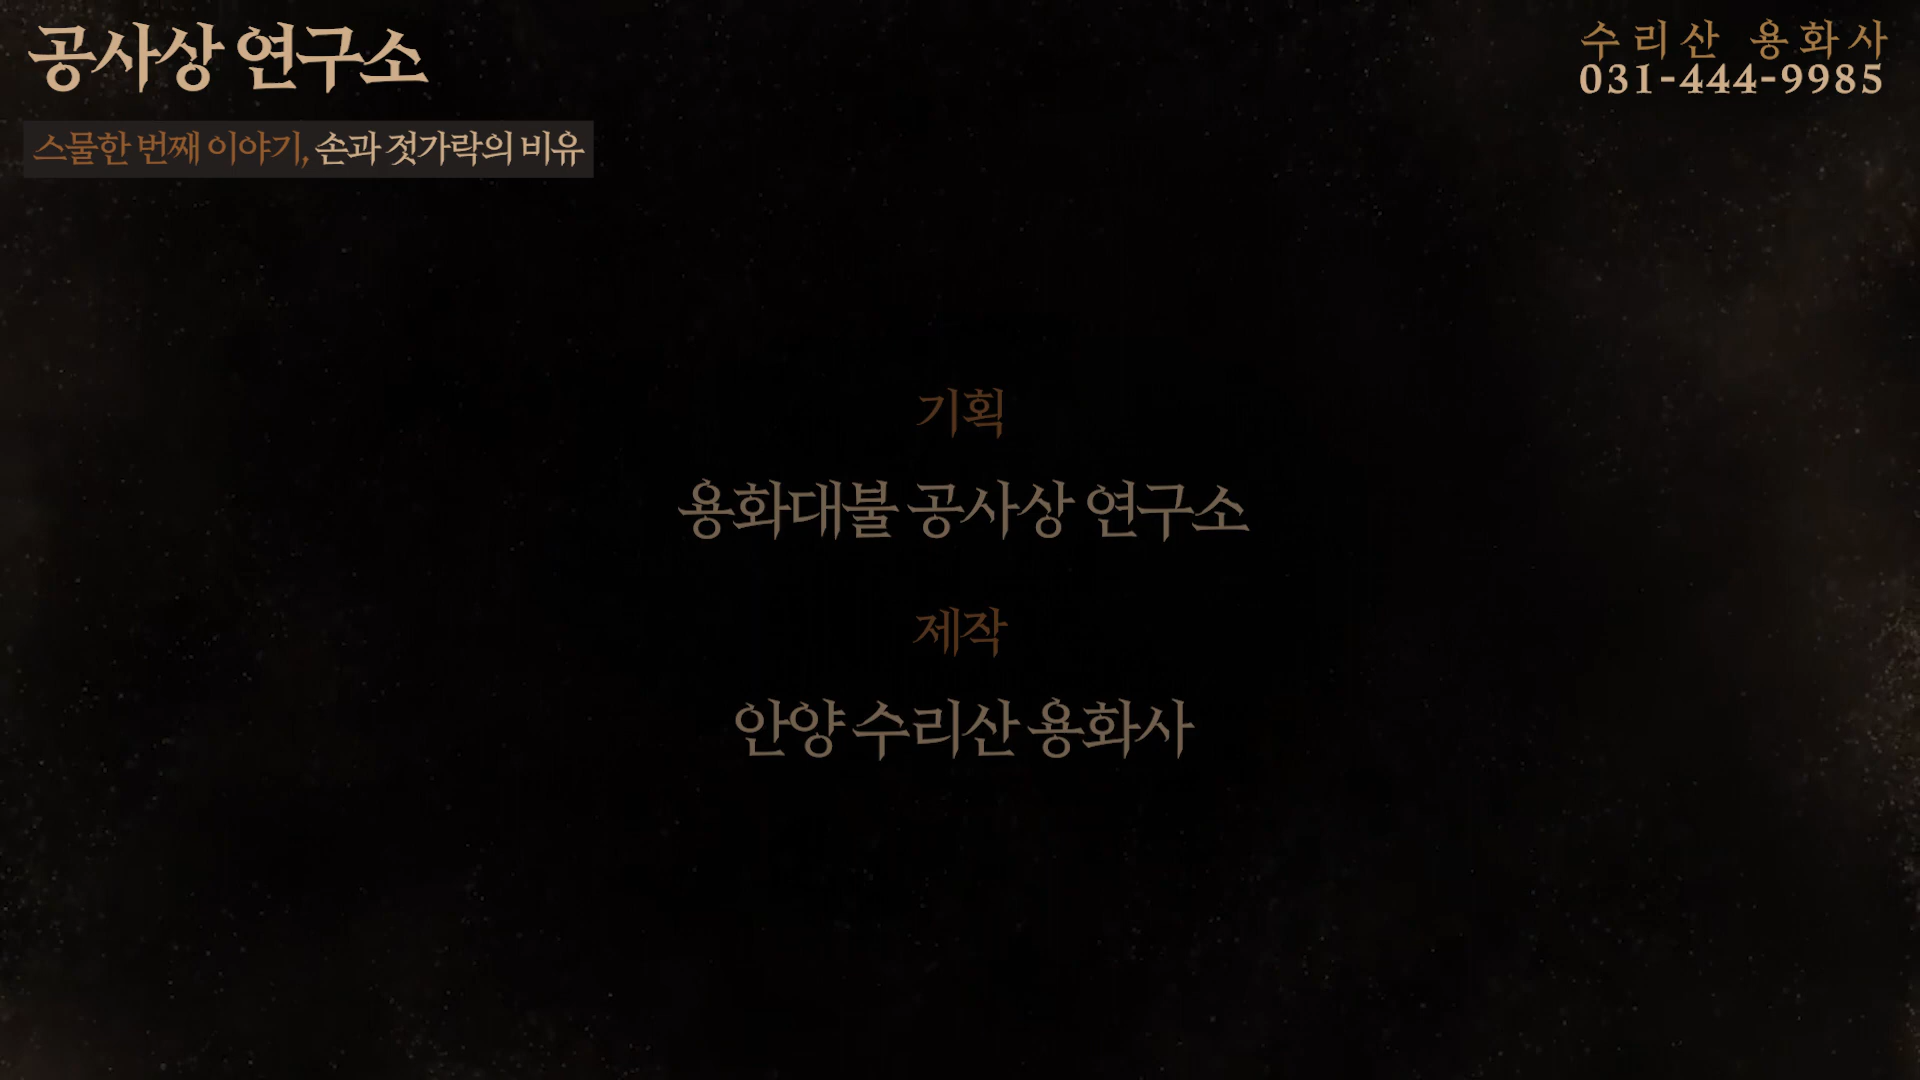 공사상 연구소
수리산 용화사
031-444-9985
스물한 번째 이야기, 손과 젓가락의 비유
기획
용화대불 공사상 연구소
제작
안양 수리산 용화사